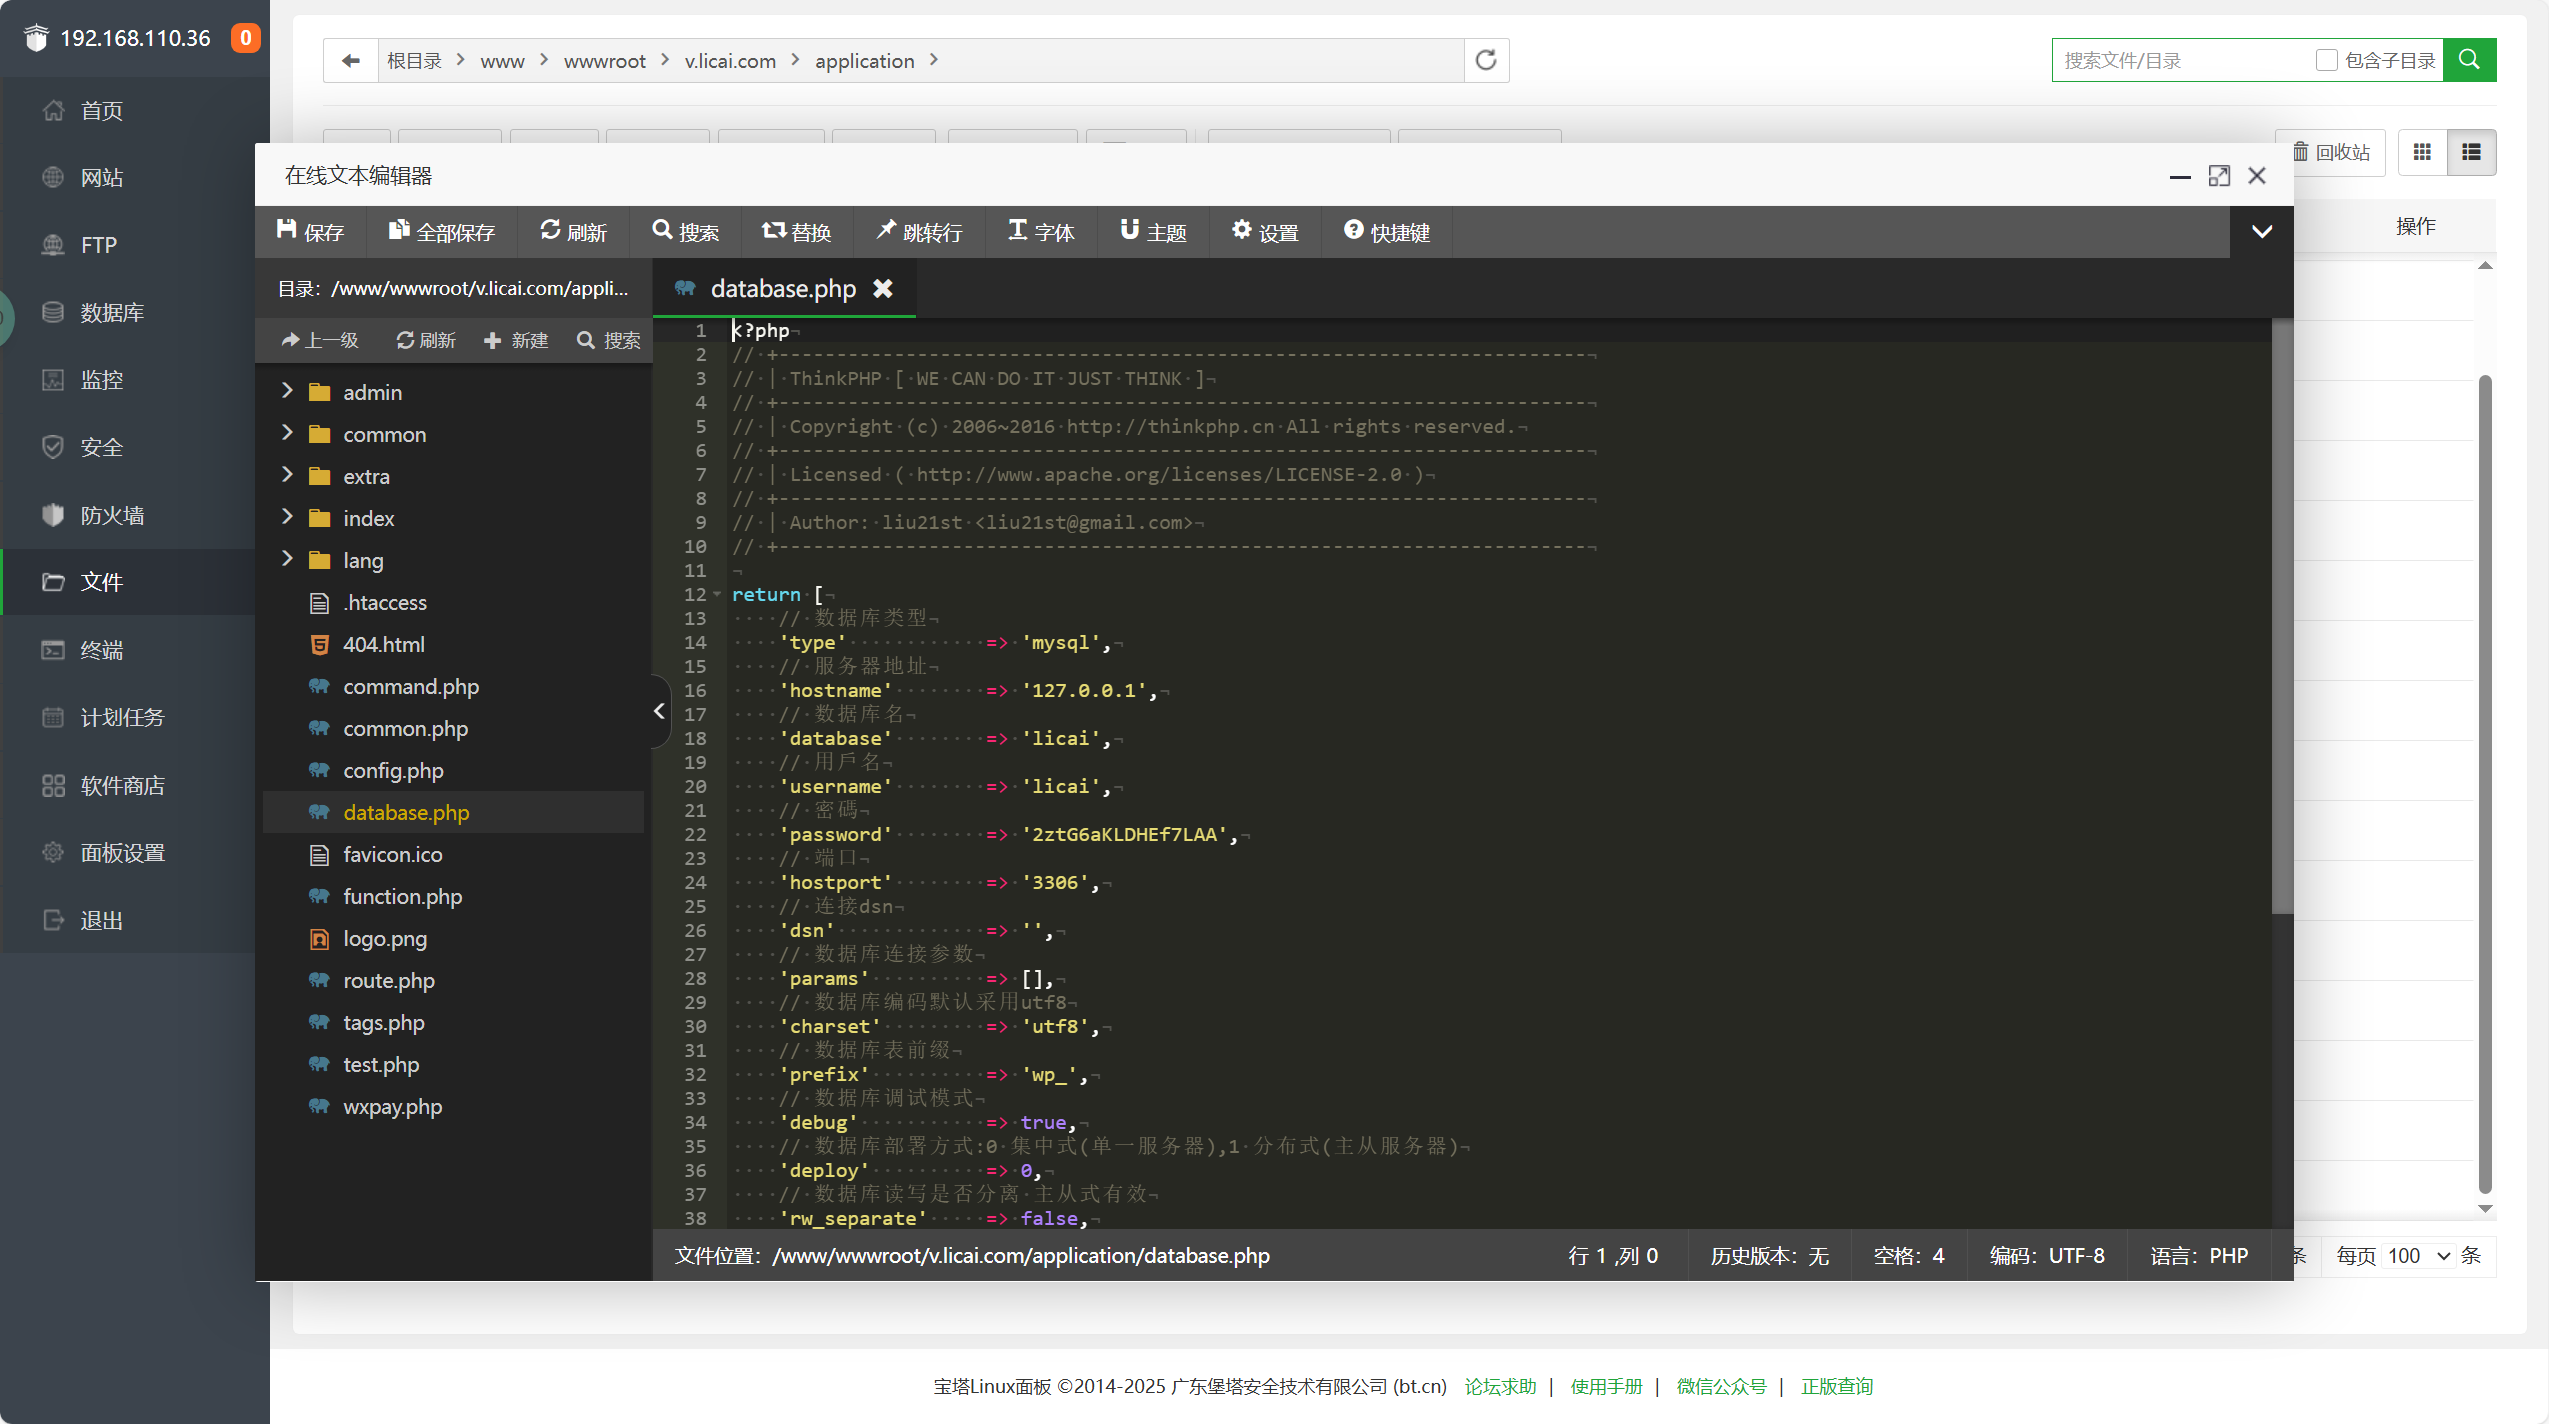 192.168.110.36 0
首页
网站
FTP
数据库
监控
安全
防火墙
文件
终端
计划任务
软件商店
面板设置
退出
根目录 > www > wwwroot > v.licai.com > application >
搜索文件/目录 包含子目录
回收站
操作
在线文本编辑器
保存 全部保存 刷新 搜索 替换 跳转行 字体 主题 设置 快捷键
目录：/www/wwwroot/v.licai.com/appli...
上一级 刷新 新建 搜索
admin
common
extra
index
lang
.htaccess
404.html
command.php
common.php
config.php
database.php
favicon.ico
function.php
logo.png
route.php
tags.php
test.php
wxpay.php
database.php
1 <?php
2 // +----------------------------------------------------------------------
3 // | ThinkPHP [ WE CAN DO IT JUST THINK ]
4 // +----------------------------------------------------------------------
5 // | Copyright (c) 2006~2016 http://thinkphp.cn All rights reserved.
6 // +----------------------------------------------------------------------
7 // | Licensed ( http://www.apache.org/licenses/LICENSE-2.0 )
8 // +----------------------------------------------------------------------
9 // | Author: liu21st <liu21st@gmail.com>
10 // +----------------------------------------------------------------------
11
12 return [
13     // 数据库类型
14     'type'            => 'mysql',
15     // 服务器地址
16     'hostname'        => '127.0.0.1',
17     // 数据库名
18     'database'        => 'licai',
19     // 用戶名
20     'username'        => 'licai',
21     // 密碼
22     'password'        => '2ztG6aKLDHEf7LAA',
23     // 端口
24     'hostport'        => '3306',
25     // 连接dsn
26     'dsn'             => '',
27     // 数据库连接参数
28     'params'          => [],
29     // 数据库编码默认采用utf8
30     'charset'         => 'utf8',
31     // 数据库表前缀
32     'prefix'          => 'wp_',
33     // 数据库调试模式
34     'debug'           => true,
35     // 数据库部署方式:0 集中式(单一服务器),1 分布式(主从服务器)
36     'deploy'          => 0,
37     // 数据库读写是否分离 主从式有效
38     'rw_separate'     => false,
文件位置：/www/wwwroot/v.licai.com/application/database.php 行 1 ,列 0 历史版本：无 空格：4 编码：UTF-8 语言：PHP
条 每页 100 条
宝塔Linux面板 ©2014-2025 广东堡塔安全技术有限公司 (bt.cn) 论坛求助 | 使用手册 | 微信公众号 | 正版查询